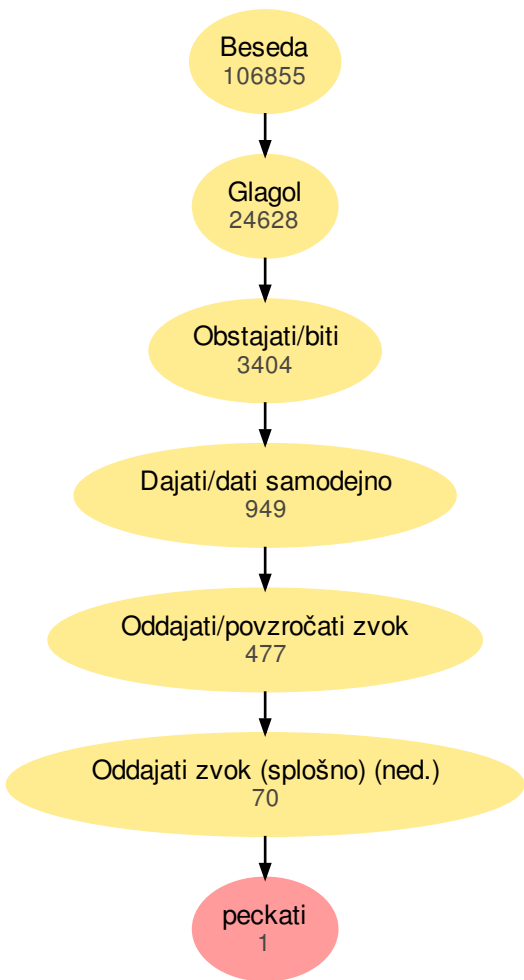 Beseda
106855
Glagol
24628
Obstajati/biti
3404
Dajati/dati samodejno
949
Oddajati/povzročati zvok
477
Oddajati zvok (splošno) (ned.)
70
peckati
1